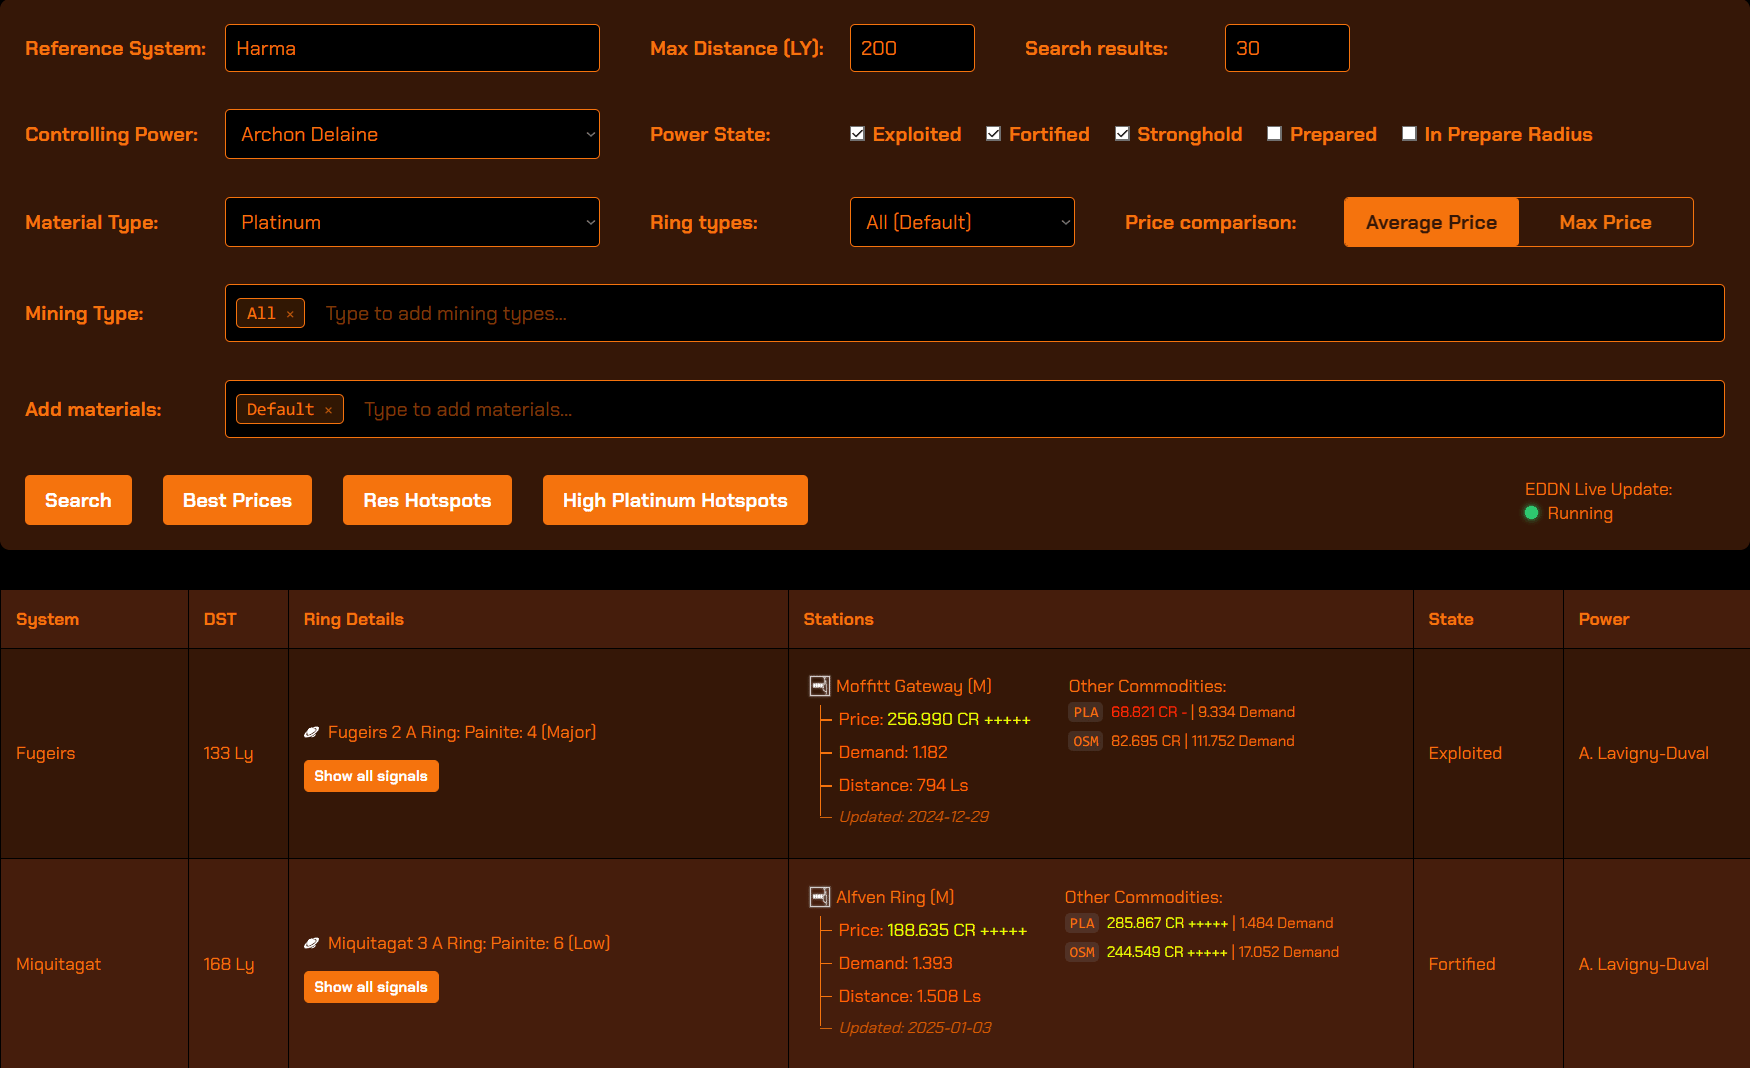 Reference System: Harma Max Distance (LY): 200 Search results: 30
Controlling Power: Archon Delaine Power State: Exploited Fortified Stronghold Prepared In Prepare Radius
Material Type: Platinum Ring types: All (Default) Price comparison: Average Price Max Price
Mining Type: All × Type to add mining types...
Add materials: Default × Type to add materials...
Search Best Prices Res Hotspots High Platinum Hotspots
EDDN Live Update:
Running
System DST Ring Details Stations State Power
Fugeirs
133 Ly
Fugeirs 2 A Ring: Painite: 4 (Major)
Show all signals
Moffitt Gateway (M)
Price: 256.990 CR +++++
Demand: 1.182
Distance: 794 Ls
Updated: 2024-12-29
Other Commodities:
PLA 68.821 CR - | 9.334 Demand
OSM 82.695 CR | 111.752 Demand
Exploited
A. Lavigny-Duval
Miquitagat
168 Ly
Miquitagat 3 A Ring: Painite: 6 (Low)
Show all signals
Alfven Ring (M)
Price: 188.635 CR +++++
Demand: 1.393
Distance: 1.508 Ls
Updated: 2025-01-03
Other Commodities:
PLA 285.867 CR +++++ | 1.484 Demand
OSM 244.549 CR +++++ | 17.052 Demand
Fortified
A. Lavigny-Duval